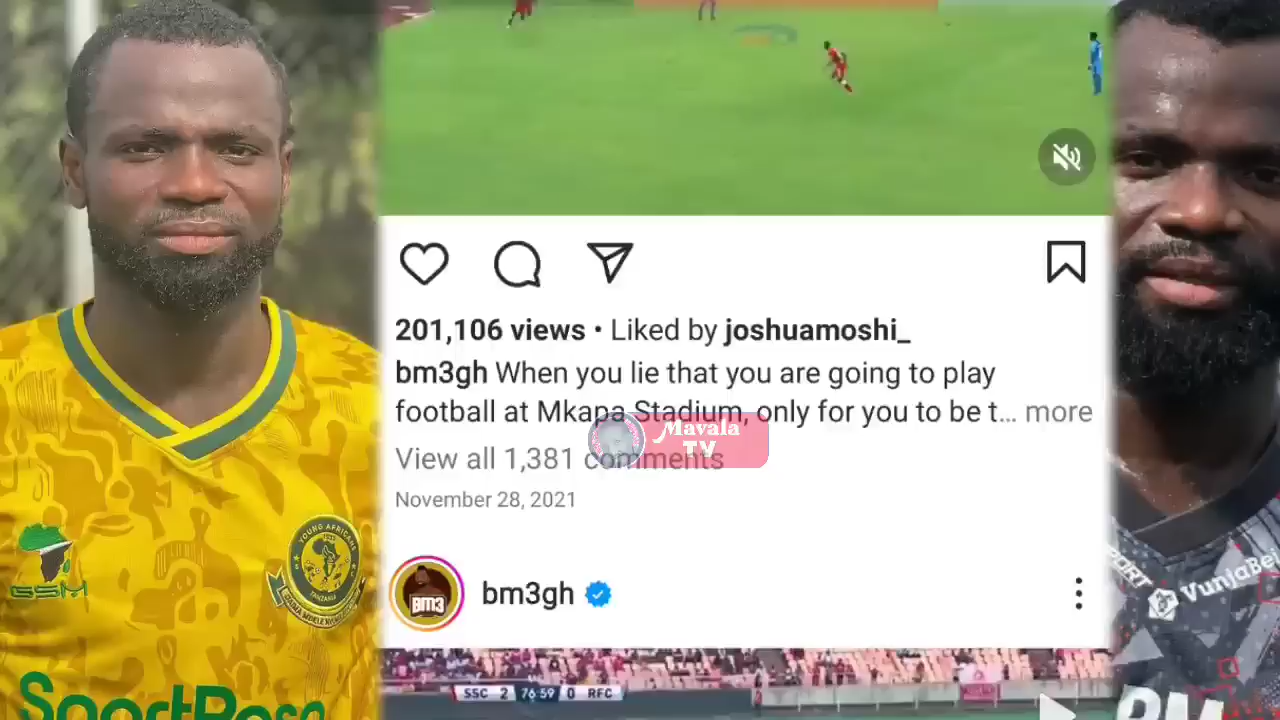 201,106 views • Liked by joshuamoshi_
bm3gh When you lie that you are going to play
football at Mkapa Stadium, only for you to be t... more
Mavala
TV
View all 1,381 comments
November 28, 2021
BM3
bm3gh
SSC 2 76:59 0 RFC
GSM
YOUNG AFRICANS
TANZANIA
SportPesa
VunjaBei